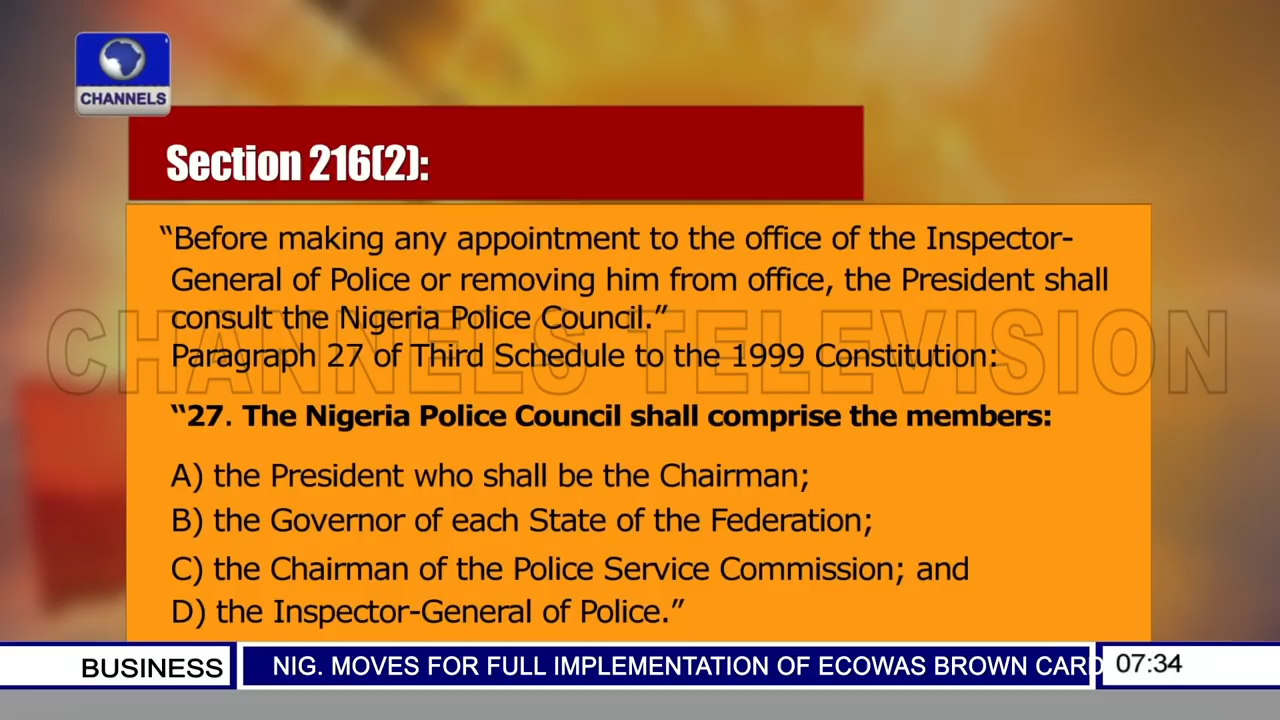 CHANNELS
Section 216(2):
“Before making any appointment to the office of the Inspector-
General of Police or removing him from office, the President shall
consult the Nigeria Police Council.”
CHANNELS TELEVISION
Paragraph 27 of Third Schedule to the 1999 Constitution:
“27. The Nigeria Police Council shall comprise the members:
A) the President who shall be the Chairman;
B) the Governor of each State of the Federation;
C) the Chairman of the Police Service Commission; and
D) the Inspector-General of Police.”
BUSINESS
NIG. MOVES FOR FULL IMPLEMENTATION OF ECOWAS BROWN CARD
07:34